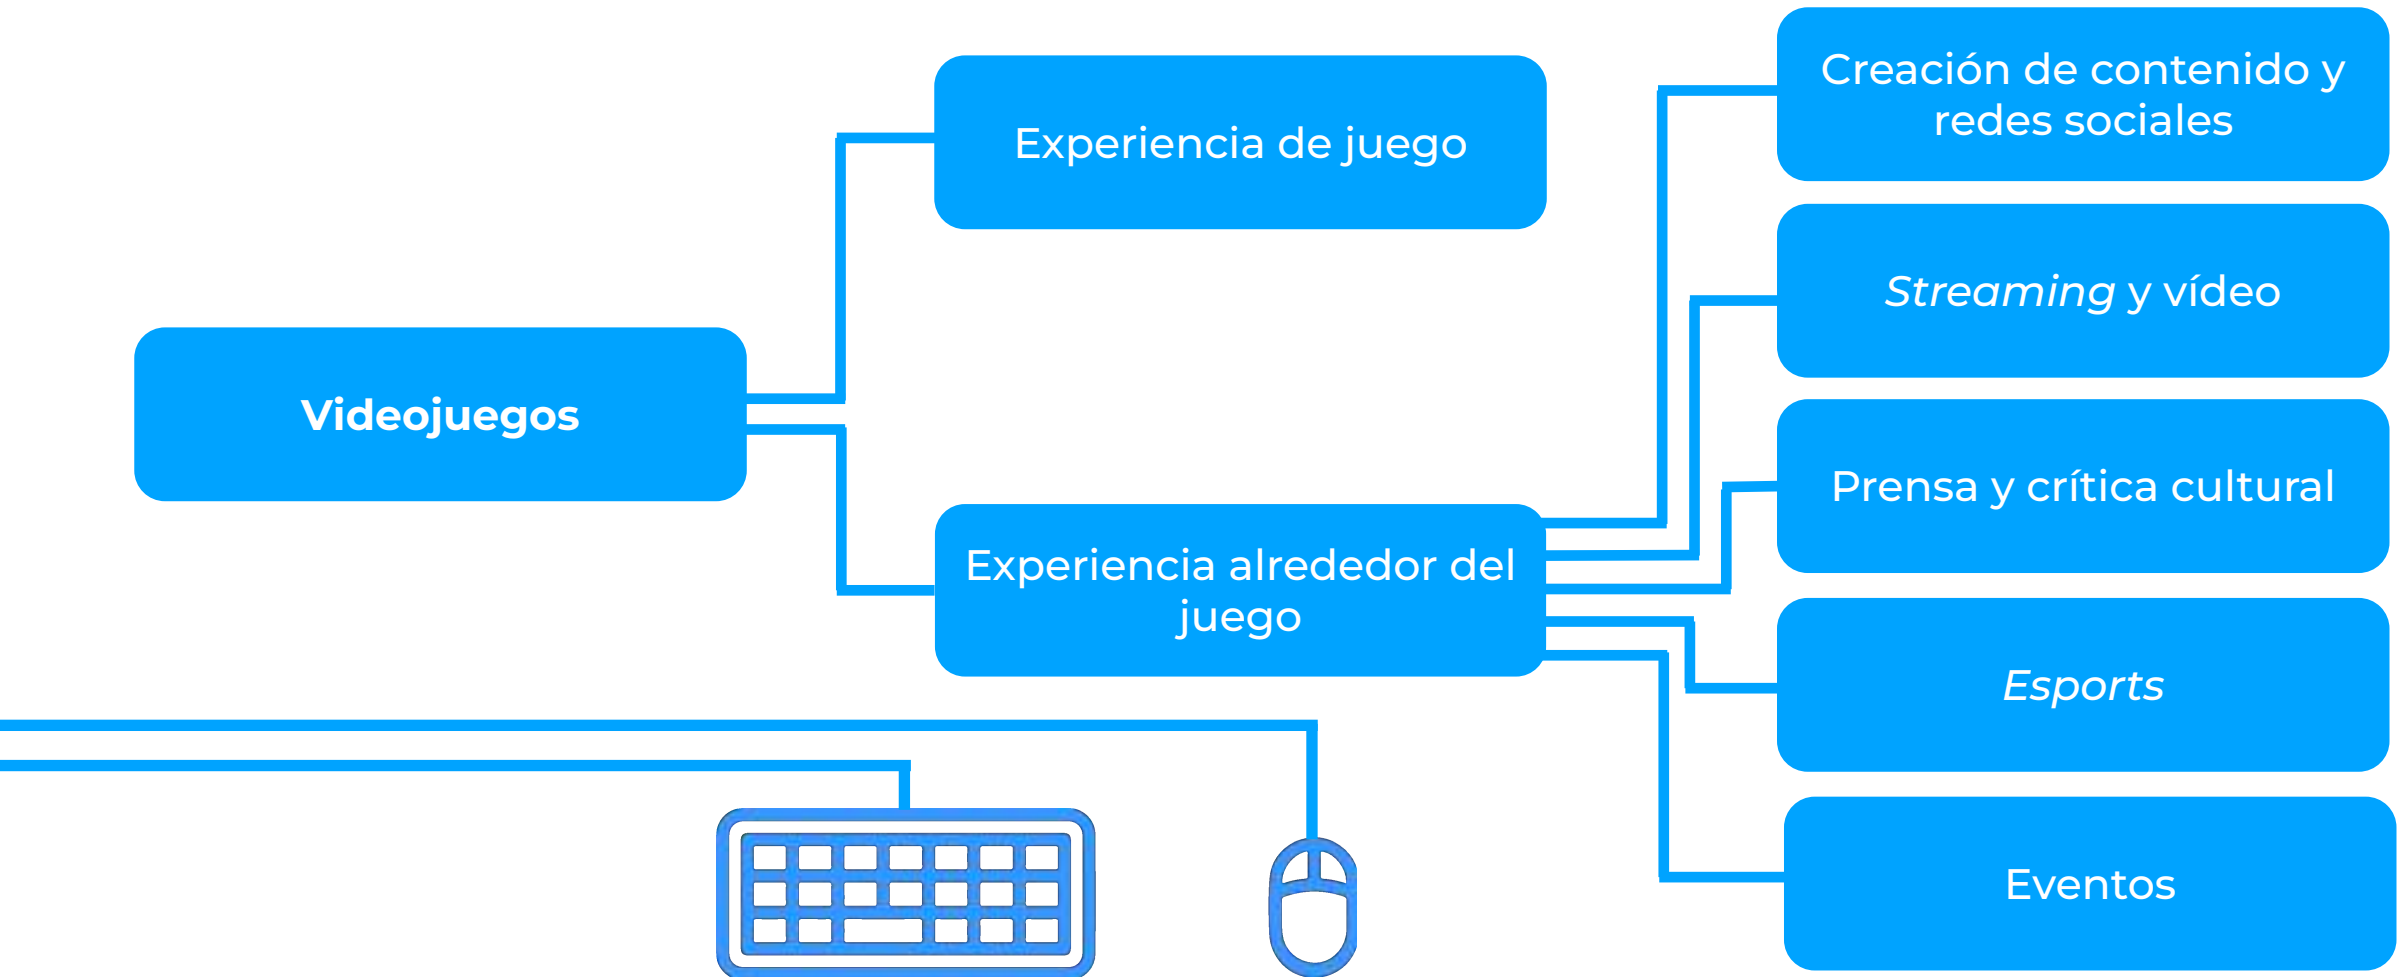 Videojuegos
Experiencia de juego
Experiencia alrededor del
juego
Creación de contenido y
redes sociales
Streaming y vídeo
Prensa y crítica cultural
Esports
Eventos